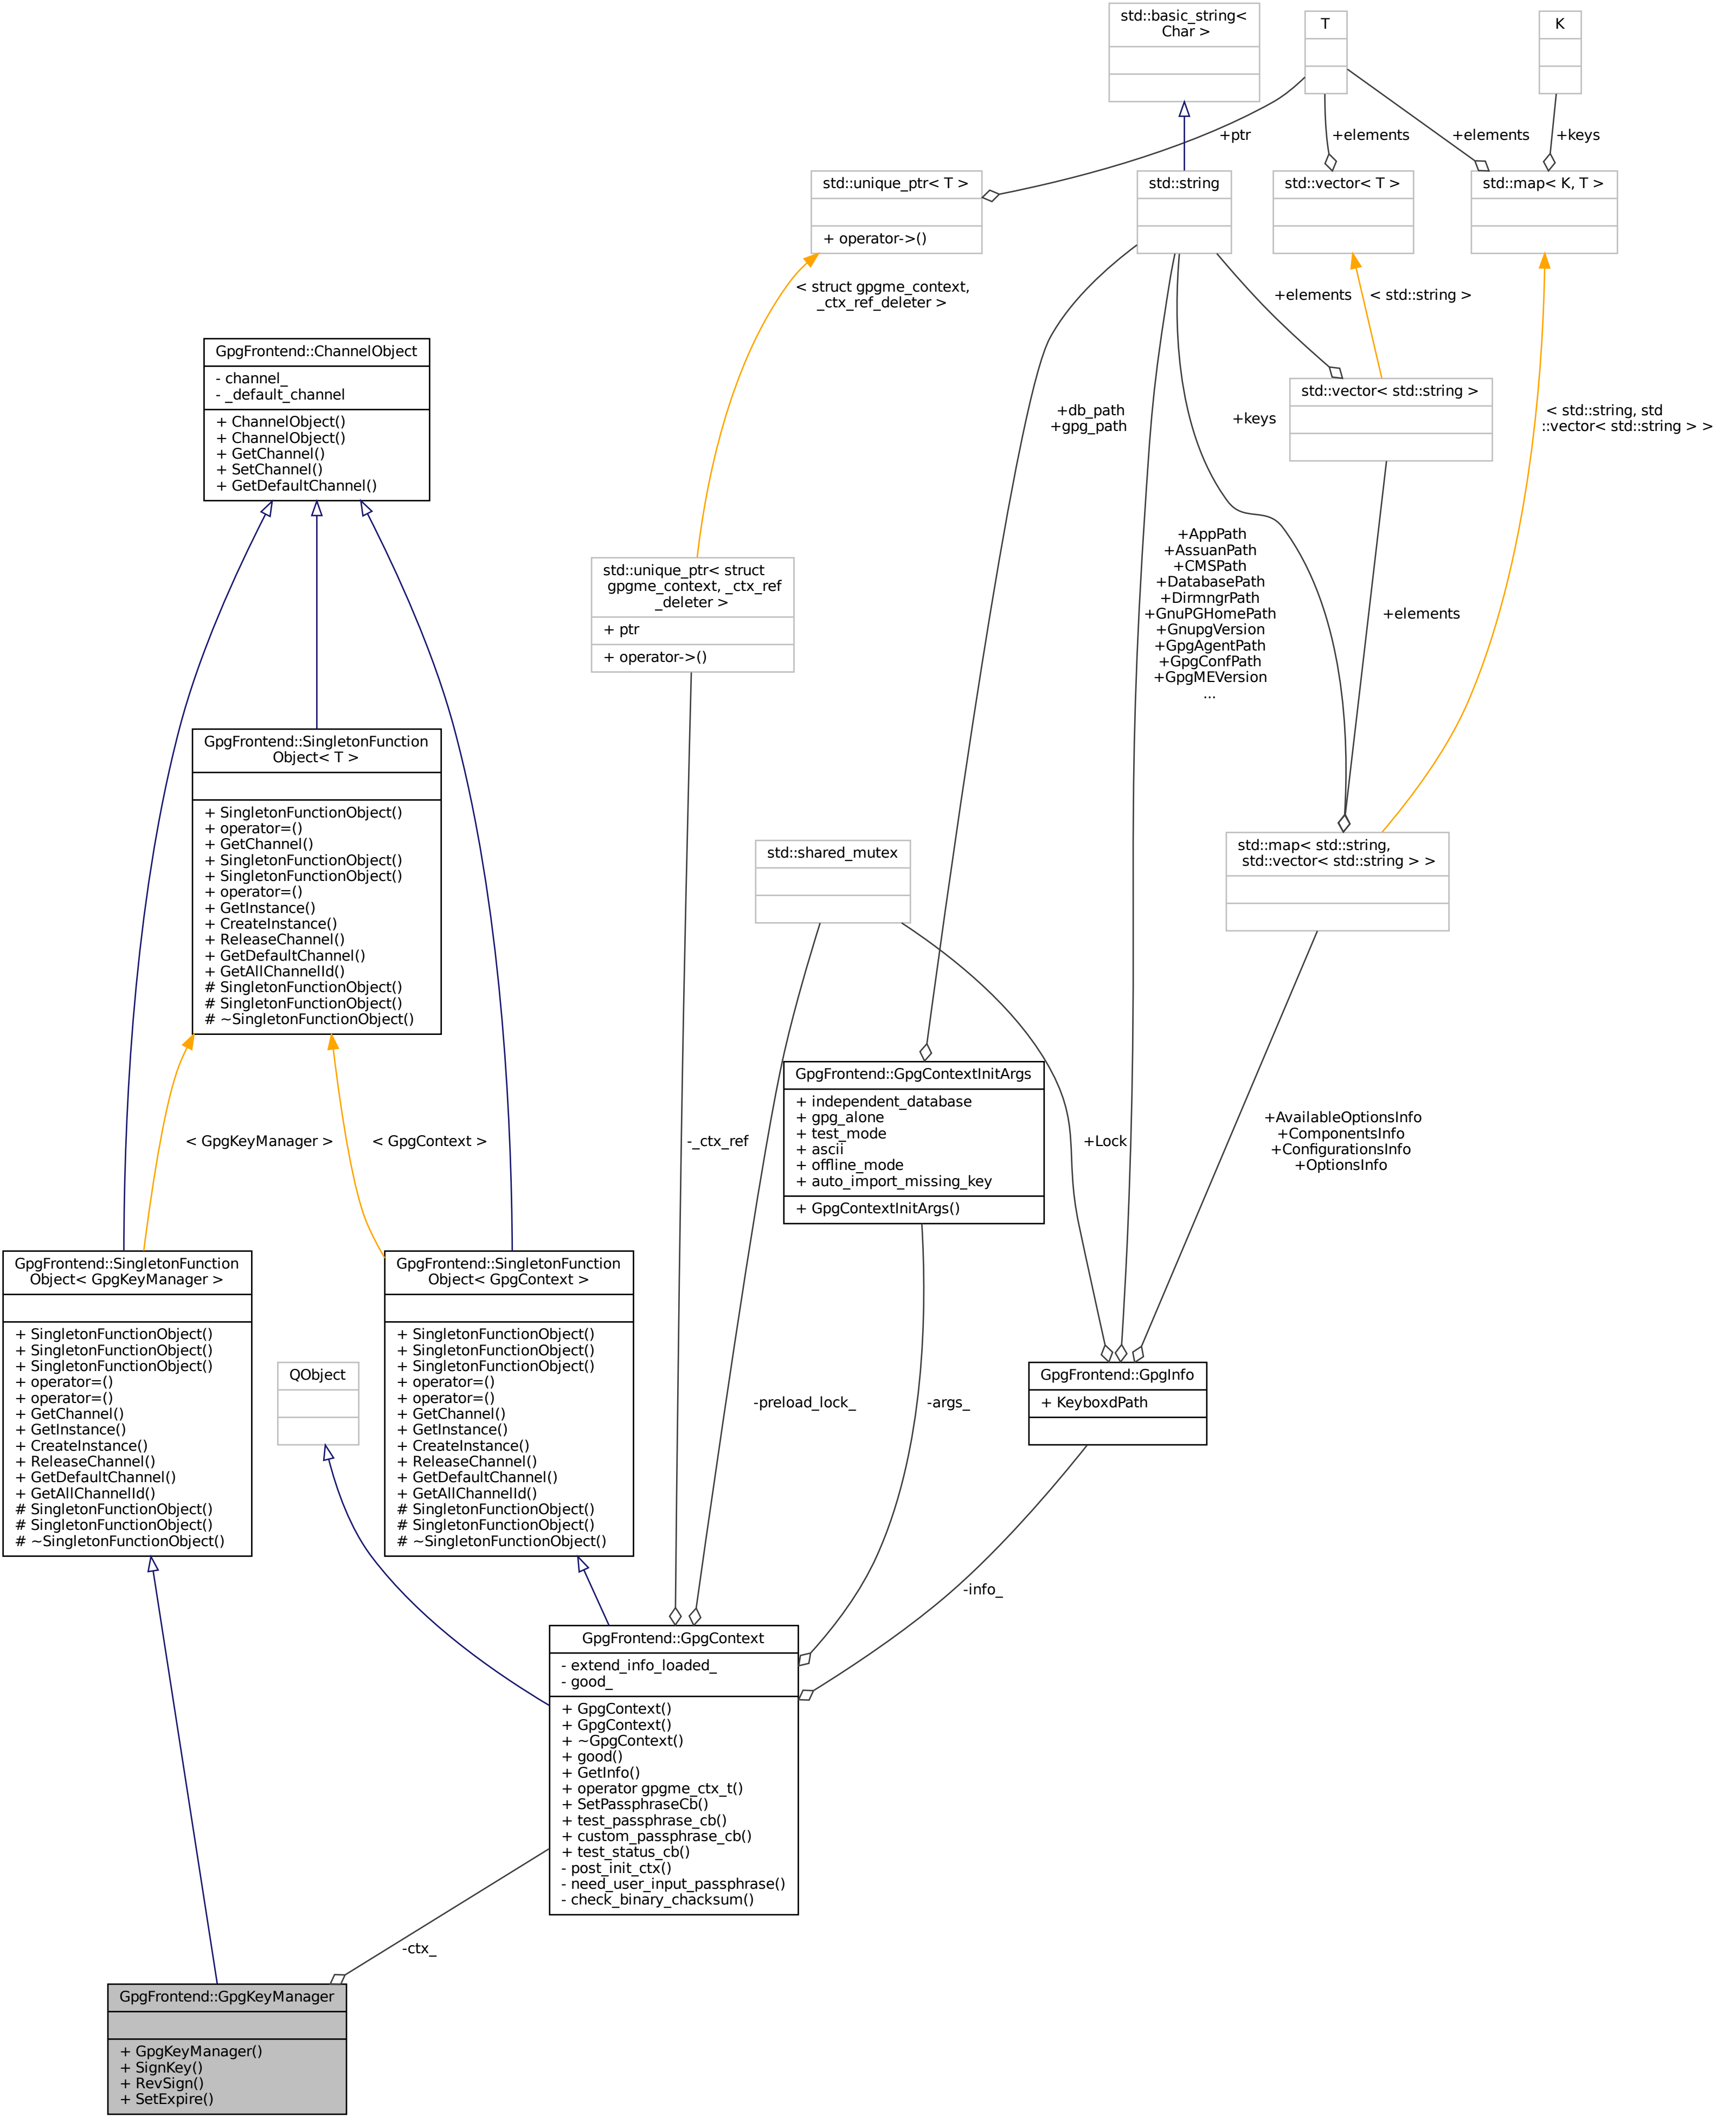 std::basic_string<
Char >
T
K
+ptr
+elements
+elements
+keys
std::unique_ptr< T >
+ operator->()
std::string
std::vector< T >
std::map< K, T >
< struct gpgme_context,
_ctx_ref_deleter >
+elements
< std::string >
GpgFrontend::ChannelObject
- channel_
- _default_channel
+ ChannelObject()
+ ChannelObject()
+ GetChannel()
+ SetChannel()
+ GetDefaultChannel()
+db_path
+gpg_path
+keys
std::vector< std::string >
< std::string, std
::vector< std::string > >
+AppPath
+AssuanPath
+CMSPath
+DatabasePath
+DirmngrPath
+GnuPGHomePath
+GnupgVersion
+GpgAgentPath
+GpgConfPath
+GpgMEVersion
...
std::unique_ptr< struct
gpgme_context, _ctx_ref
_deleter >
+ ptr
+ operator->()
+elements
GpgFrontend::SingletonFunction
Object< T >
+ SingletonFunctionObject()
+ operator=()
+ GetChannel()
+ SingletonFunctionObject()
+ SingletonFunctionObject()
+ operator=()
+ GetInstance()
+ CreateInstance()
+ ReleaseChannel()
+ GetDefaultChannel()
+ GetAllChannelId()
# SingletonFunctionObject()
# SingletonFunctionObject()
# ~SingletonFunctionObject()
std::shared_mutex
std::map< std::string,
std::vector< std::string > >
GpgFrontend::GpgContextInitArgs
+ independent_database
+ gpg_alone
+ test_mode
+ ascii
+ offline_mode
+ auto_import_missing_key
+ GpgContextInitArgs()
< GpgKeyManager >
< GpgContext >
-_ctx_ref
+Lock
+AvailableOptionsInfo
+ComponentsInfo
+ConfigurationsInfo
+OptionsInfo
GpgFrontend::SingletonFunction
Object< GpgKeyManager >
+ SingletonFunctionObject()
+ SingletonFunctionObject()
+ SingletonFunctionObject()
+ operator=()
+ operator=()
+ GetChannel()
+ GetInstance()
+ CreateInstance()
+ ReleaseChannel()
+ GetDefaultChannel()
+ GetAllChannelId()
# SingletonFunctionObject()
# SingletonFunctionObject()
# ~SingletonFunctionObject()
QObject
GpgFrontend::SingletonFunction
Object< GpgContext >
+ SingletonFunctionObject()
+ SingletonFunctionObject()
+ SingletonFunctionObject()
+ operator=()
+ operator=()
+ GetChannel()
+ GetInstance()
+ CreateInstance()
+ ReleaseChannel()
+ GetDefaultChannel()
+ GetAllChannelId()
# SingletonFunctionObject()
# SingletonFunctionObject()
# ~SingletonFunctionObject()
-preload_lock_
-args_
GpgFrontend::GpgInfo
+ KeyboxdPath
-info_
GpgFrontend::GpgContext
- extend_info_loaded_
- good_
+ GpgContext()
+ GpgContext()
+ ~GpgContext()
+ good()
+ GetInfo()
+ operator gpgme_ctx_t()
+ SetPassphraseCb()
+ test_passphrase_cb()
+ custom_passphrase_cb()
+ test_status_cb()
- post_init_ctx()
- need_user_input_passphrase()
- check_binary_chacksum()
-ctx_
GpgFrontend::GpgKeyManager
+ GpgKeyManager()
+ SignKey()
+ RevSign()
+ SetExpire()